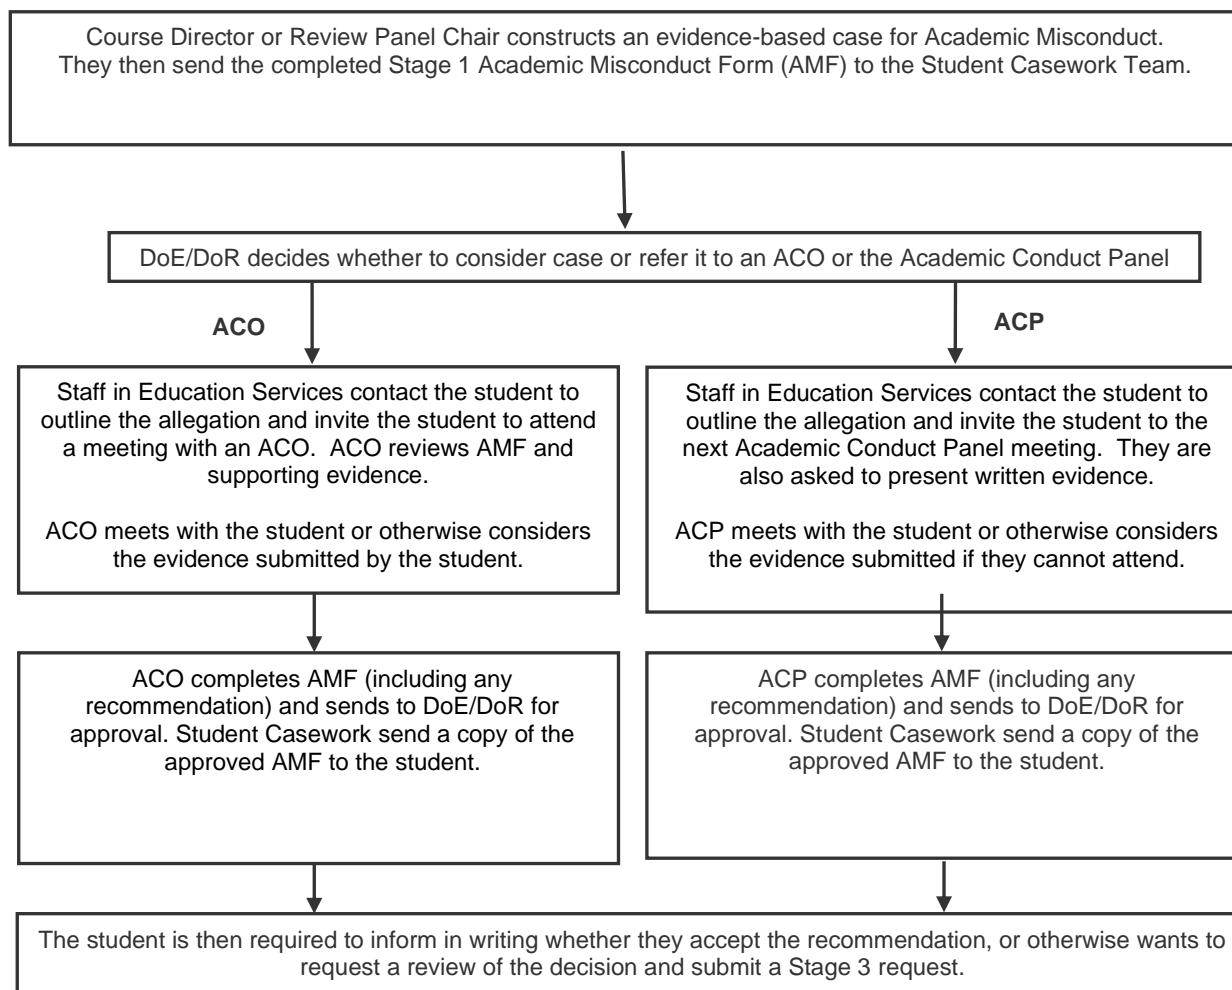 Course Director or Review Panel Chair constructs an evidence-based case for Academic Misconduct.
They then send the completed Stage 1 Academic Misconduct Form (AMF) to the Student Casework Team.
DoE/DoR decides whether to consider case or refer it to an ACO or the Academic Conduct Panel
ACO
Staff in Education Services contact the student to
outline the allegation and invite the student to attend
a meeting with an ACO.  ACO reviews AMF and
supporting evidence.
ACO meets with the student or otherwise considers
the evidence submitted by the student.
ACO completes AMF (including any
recommendation) and sends to DoE/DoR for
approval. Student Casework send a copy of the
approved AMF to the student.
ACP
Staff in Education Services contact the student to
outline the allegation and invite the student to the
next Academic Conduct Panel meeting.  They are
also asked to present written evidence.
ACP meets with the student or otherwise considers
the evidence submitted if they cannot attend.
ACP completes AMF (including any
recommendation) and sends to DoE/DoR for
approval. Student Casework send a copy of the
approved AMF to the student.
The student is then required to inform in writing whether they accept the recommendation, or otherwise wants to
request a review of the decision and submit a Stage 3 request.